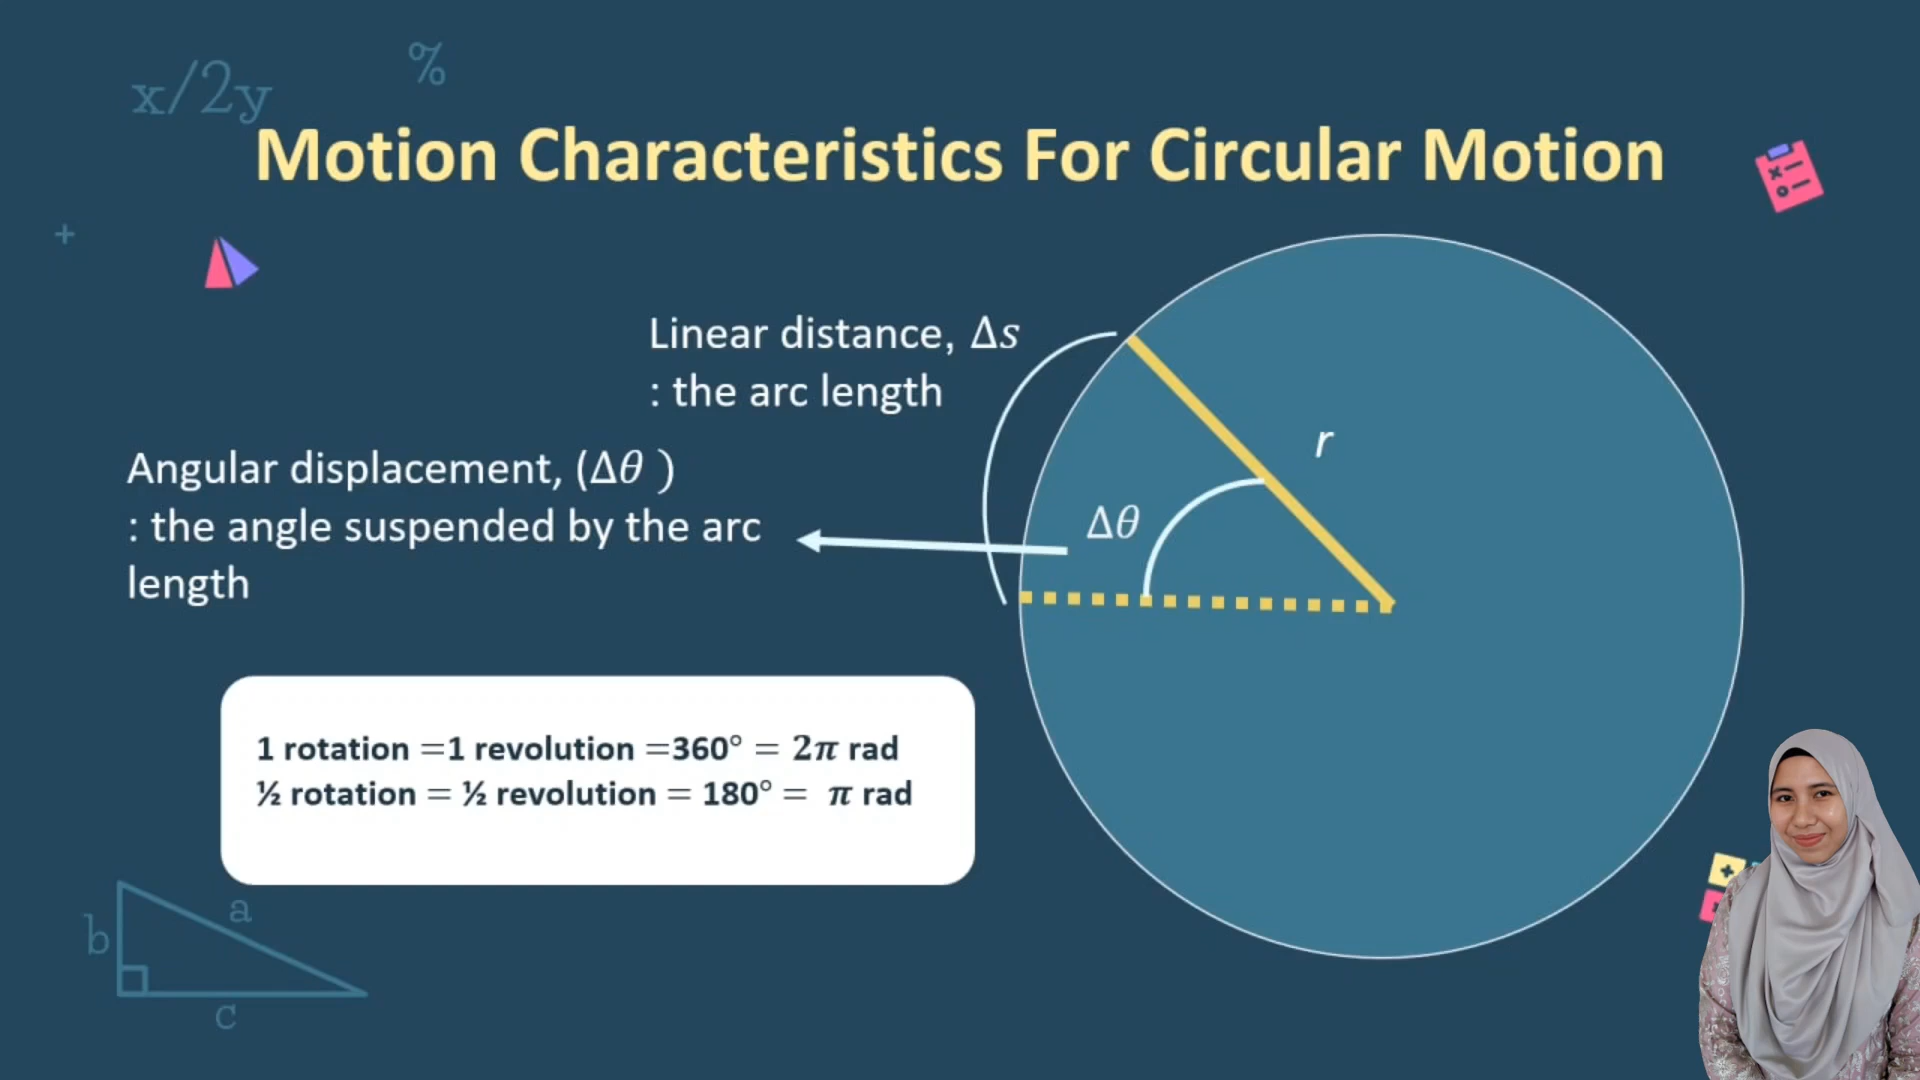 x/2y
%
Motion Characteristics For Circular Motion
+
Linear distance, Δs
: the arc length
r
Angular displacement, (Δθ )
: the angle suspended by the arc
length
Δθ
1 rotation =1 revolution =360° = 2π rad
½ rotation = ½ revolution = 180° = π rad
a
b
c